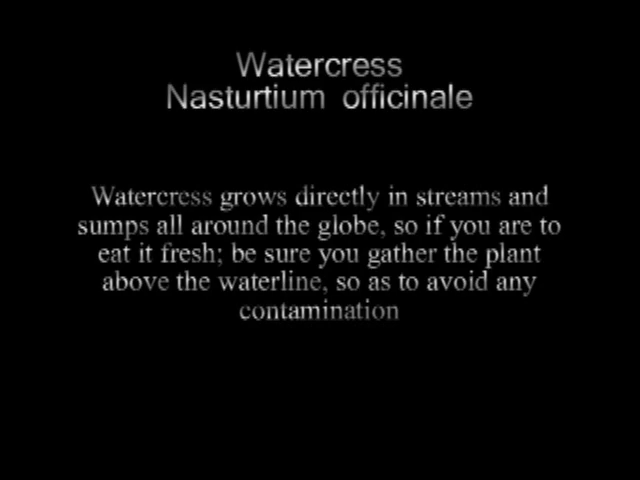 Watercress
Nasturtium officinale
Watercress grows directly in streams and
sumps all around the globe, so if you are to
eat it fresh; be sure you gather the plant
above the waterline, so as to avoid any
contamination